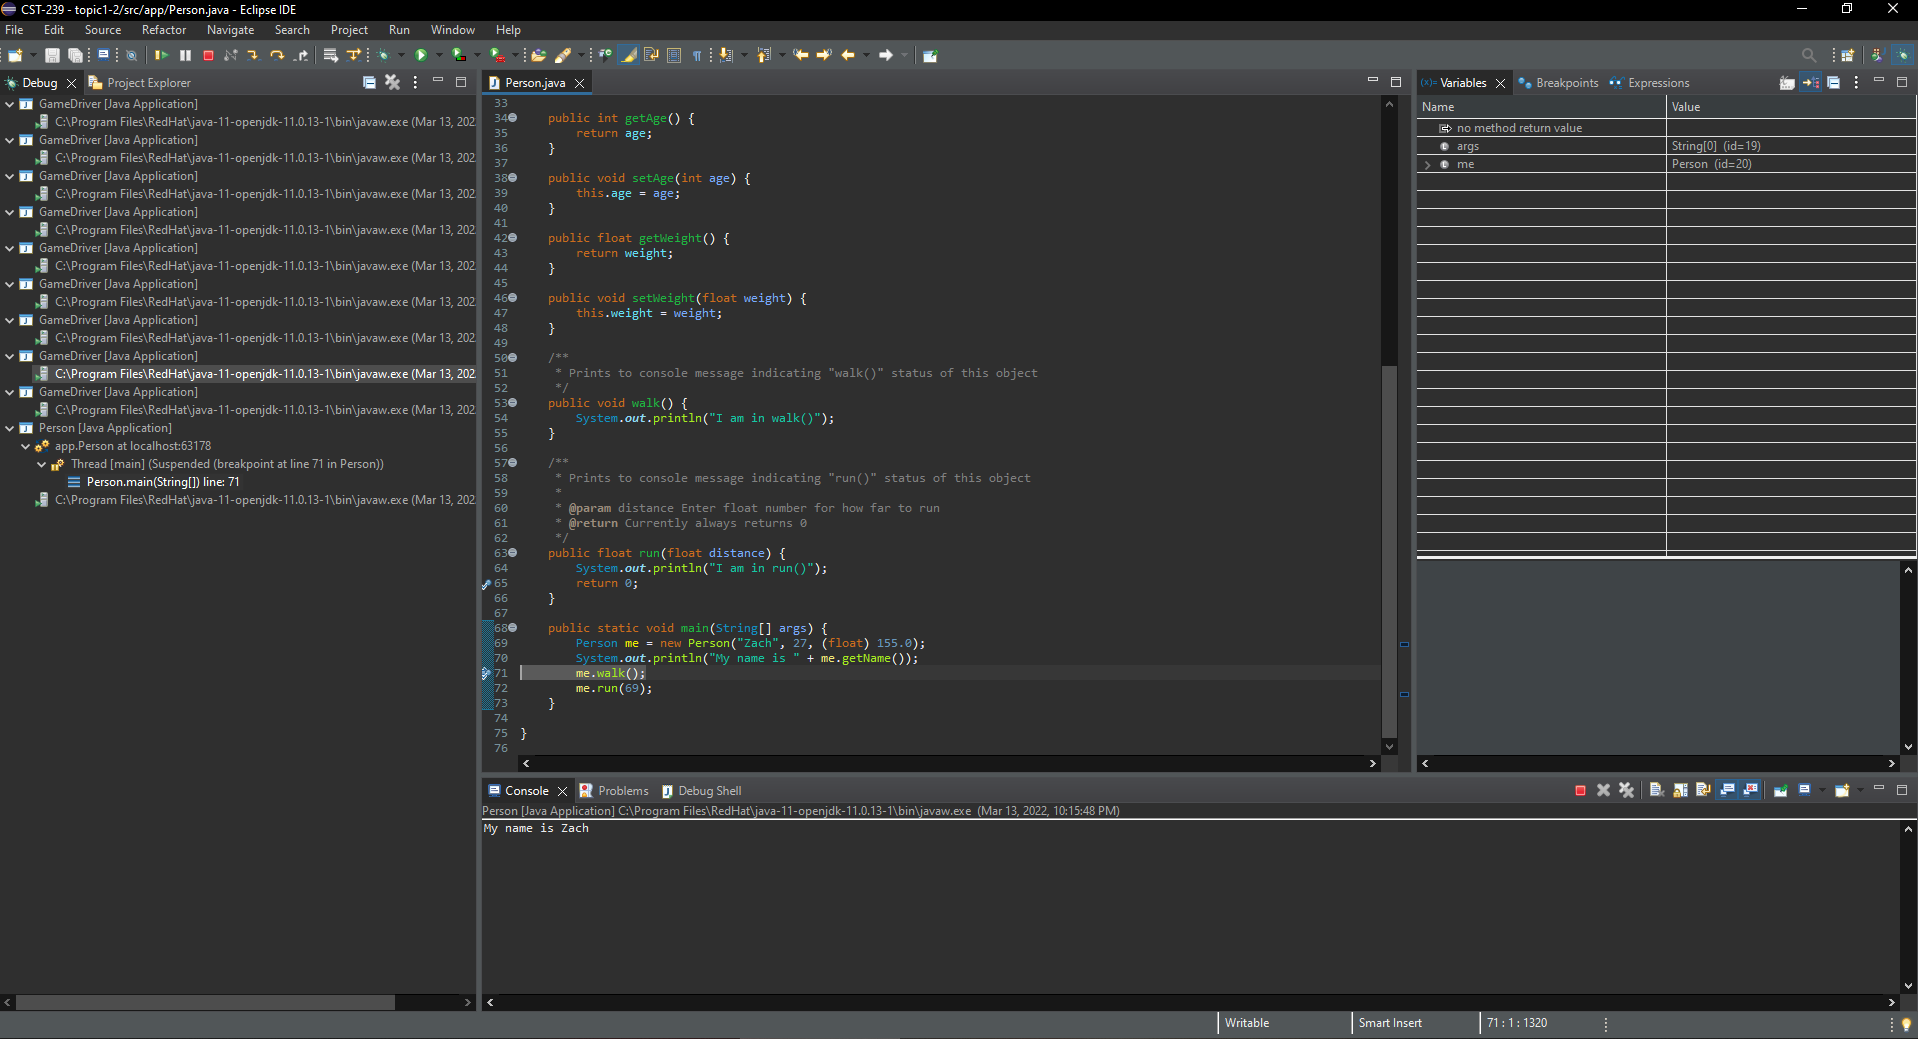 CST-239 - topic1-2/src/app/Person.java - Eclipse IDE
File Edit Source Refactor Navigate Search Project Run Window Help
Debug Project Explorer
GameDriver [Java Application]
C:\Program Files\RedHat\java-11-openjdk-11.0.13-1\bin\javaw.exe (Mar 13, 202
GameDriver [Java Application]
C:\Program Files\RedHat\java-11-openjdk-11.0.13-1\bin\javaw.exe (Mar 13, 202
GameDriver [Java Application]
C:\Program Files\RedHat\java-11-openjdk-11.0.13-1\bin\javaw.exe (Mar 13, 202
GameDriver [Java Application]
C:\Program Files\RedHat\java-11-openjdk-11.0.13-1\bin\javaw.exe (Mar 13, 202
GameDriver [Java Application]
C:\Program Files\RedHat\java-11-openjdk-11.0.13-1\bin\javaw.exe (Mar 13, 202
GameDriver [Java Application]
C:\Program Files\RedHat\java-11-openjdk-11.0.13-1\bin\javaw.exe (Mar 13, 202
GameDriver [Java Application]
C:\Program Files\RedHat\java-11-openjdk-11.0.13-1\bin\javaw.exe (Mar 13, 202
GameDriver [Java Application]
C:\Program Files\RedHat\java-11-openjdk-11.0.13-1\bin\javaw.exe (Mar 13, 202
GameDriver [Java Application]
C:\Program Files\RedHat\java-11-openjdk-11.0.13-1\bin\javaw.exe (Mar 13, 202
Person [Java Application]
app.Person at localhost:63178
Thread [main] (Suspended (breakpoint at line 71 in Person))
Person.main(String[]) line: 71
C:\Program Files\RedHat\java-11-openjdk-11.0.13-1\bin\javaw.exe (Mar 13, 202
Person.java
33
34 public int getAge() {
35 return age;
36 }
37
38 public void setAge(int age) {
39 this.age = age;
40 }
41
42 public float getWeight() {
43 return weight;
44 }
45
46 public void setWeight(float weight) {
47 this.weight = weight;
48 }
49
50 /**
51 * Prints to console message indicating "walk()" status of this object
52 */
53 public void walk() {
54 System.out.println("I am in walk()");
55 }
56
57 /**
58 * Prints to console message indicating "run()" status of this object
59 *
60 * @param distance Enter float number for how far to run
61 * @return Currently always returns 0
62 */
63 public float run(float distance) {
64 System.out.println("I am in run()");
65 return 0;
66 }
67
68 public static void main(String[] args) {
69 Person me = new Person("Zach", 27, (float) 155.0);
70 System.out.println("My name is " + me.getName());
71 me.walk();
72 me.run(69);
73 }
74
75 }
76
(x)= Variables Breakpoints Expressions
Name Value
no method return value
args String[0] (id=19)
me Person (id=20)
Console Problems Debug Shell
Person [Java Application] C:\Program Files\RedHat\java-11-openjdk-11.0.13-1\bin\javaw.exe (Mar 13, 2022, 10:15:48 PM)
My name is Zach
Writable Smart Insert 71 : 1 : 1320